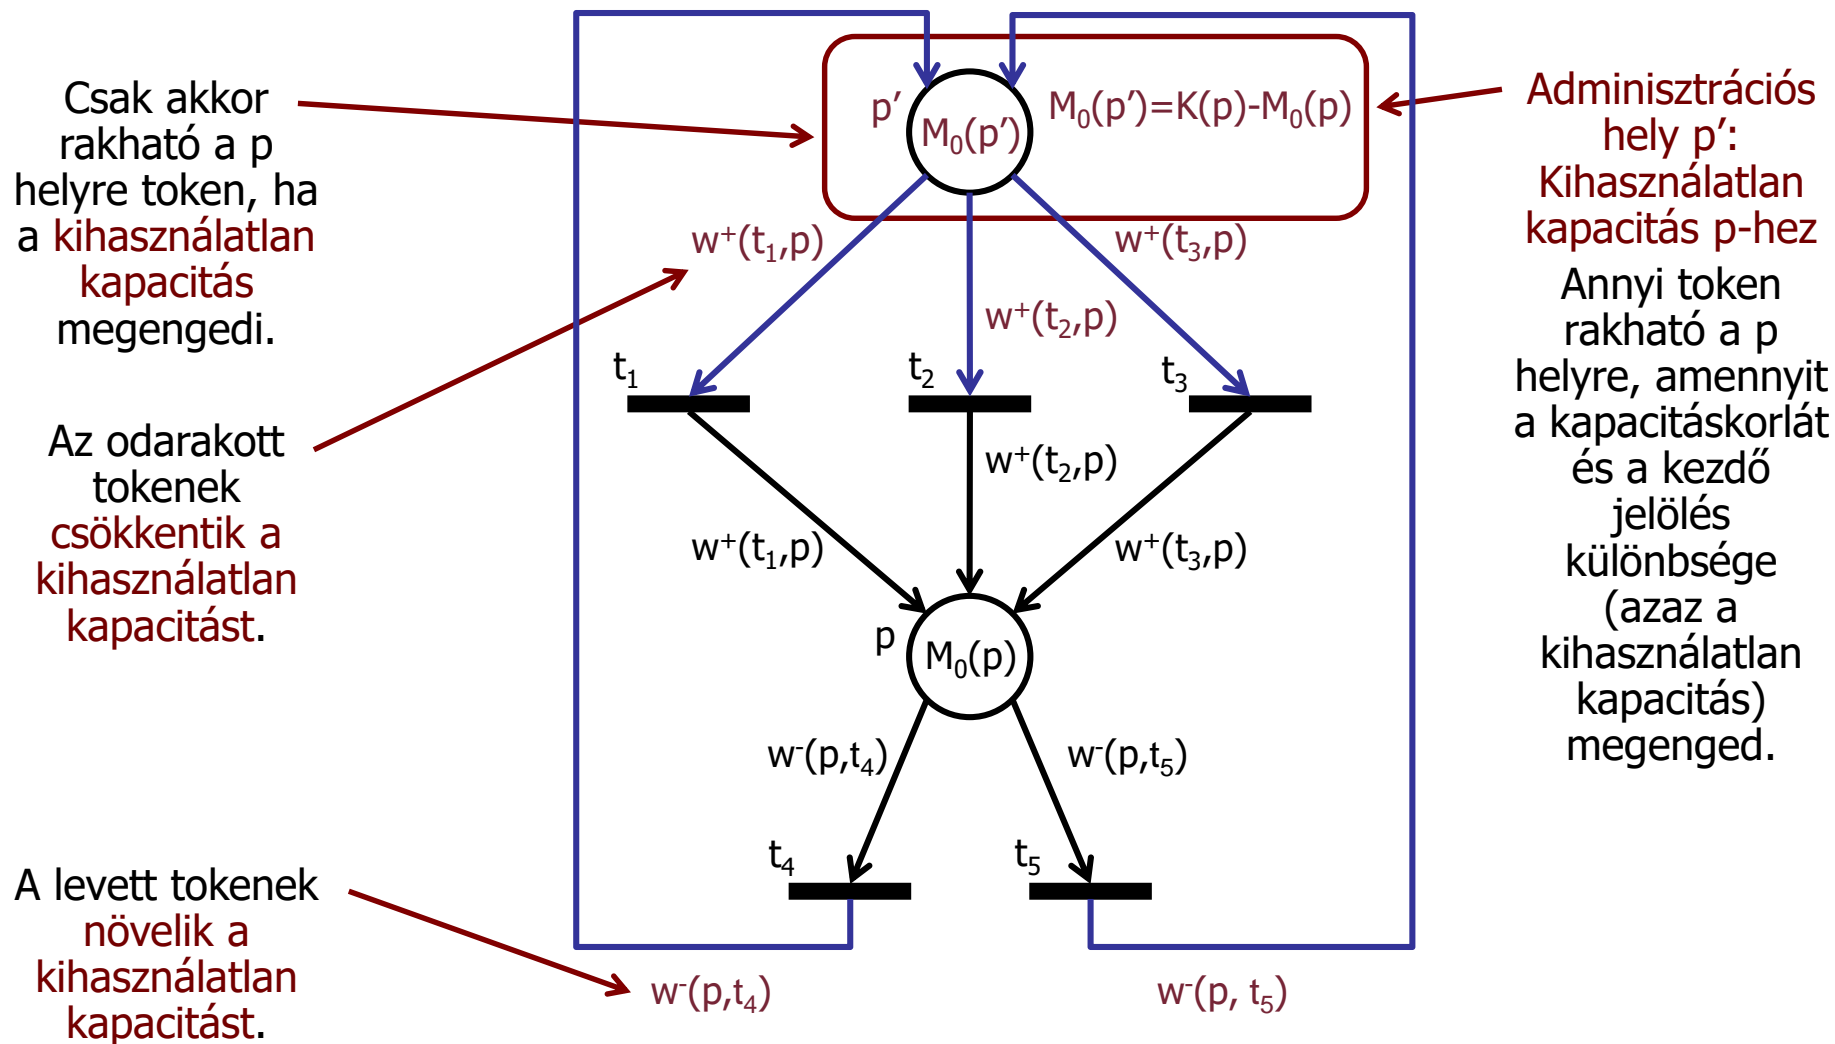 Csak akkor
rakható a p
helyre token, ha
a kihasználatlan
kapacitás
megengedi.
Az odarakott
tokenek
csökkentik a
kihasználatlan
kapacitást.
A levett tokenek
növelik a
kihasználatlan
kapacitást.
p′
M₀(p′)
M₀(p′)=K(p)-M₀(p)
w⁺(t₁,p)
w⁺(t₃,p)
w⁺(t₂,p)
t₁
t₂
t₃
w⁺(t₂,p)
w⁺(t₁,p)
w⁺(t₃,p)
p
M₀(p)
w⁻(p,t₄)
w⁻(p,t₅)
t₄
t₅
w⁻(p,t₄)
w⁻(p, t₅)
Adminisztrációs
hely p′:
Kihasználatlan
kapacitás p-hez
Annyi token
rakható a p
helyre, amennyit
a kapacitáskorlát
és a kezdő
jelölés
különbsége
(azaz a
kihasználatlan
kapacitás)
megenged.